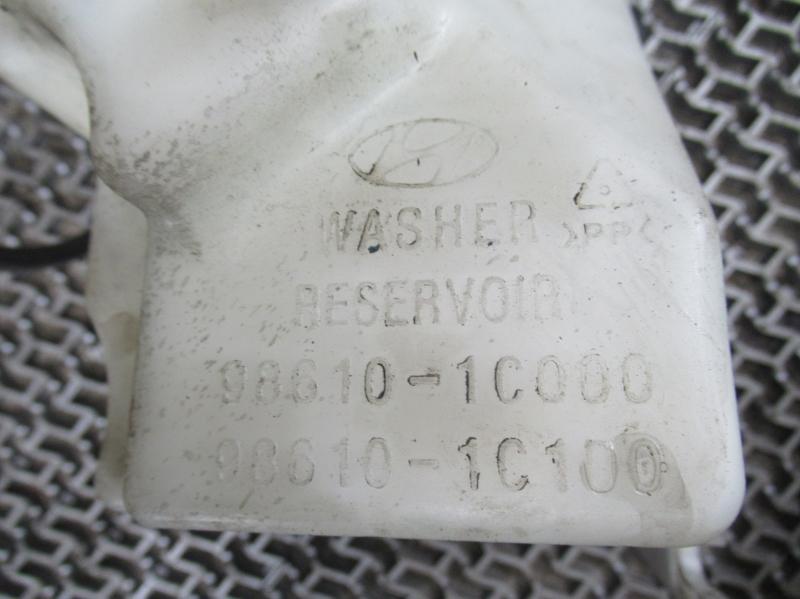 WASHER >PP<
RESERVOIR
98610-1C000
98610-1C100